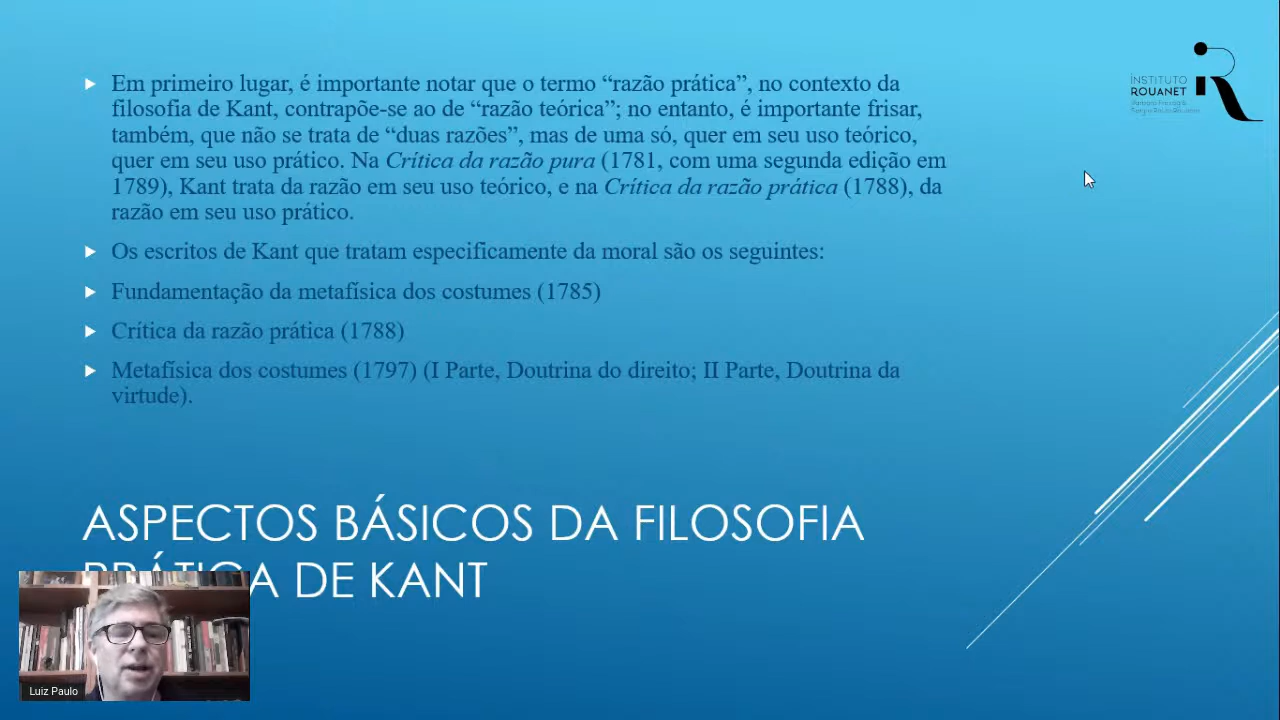 Em primeiro lugar, é importante notar que o termo “razão prática”, no contexto da
filosofia de Kant, contrapõe-se ao de “razão teórica”; no entanto, é importante frisar,
também, que não se trata de “duas razões”, mas de uma só, quer em seu uso teórico,
quer em seu uso prático. Na Crítica da razão pura (1781, com uma segunda edição em
1789), Kant trata da razão em seu uso teórico, e na Crítica da razão prática (1788), da
razão em seu uso prático.
Os escritos de Kant que tratam especificamente da moral são os seguintes:
Fundamentação da metafísica dos costumes (1785)
Crítica da razão prática (1788)
Metafísica dos costumes (1797) (I Parte, Doutrina do direito; II Parte, Doutrina da
virtude).
ASPECTOS BÁSICOS DA FILOSOFIA
PRÁTICA DE KANT
INSTITUTO
ROUANET
Luiz Paulo